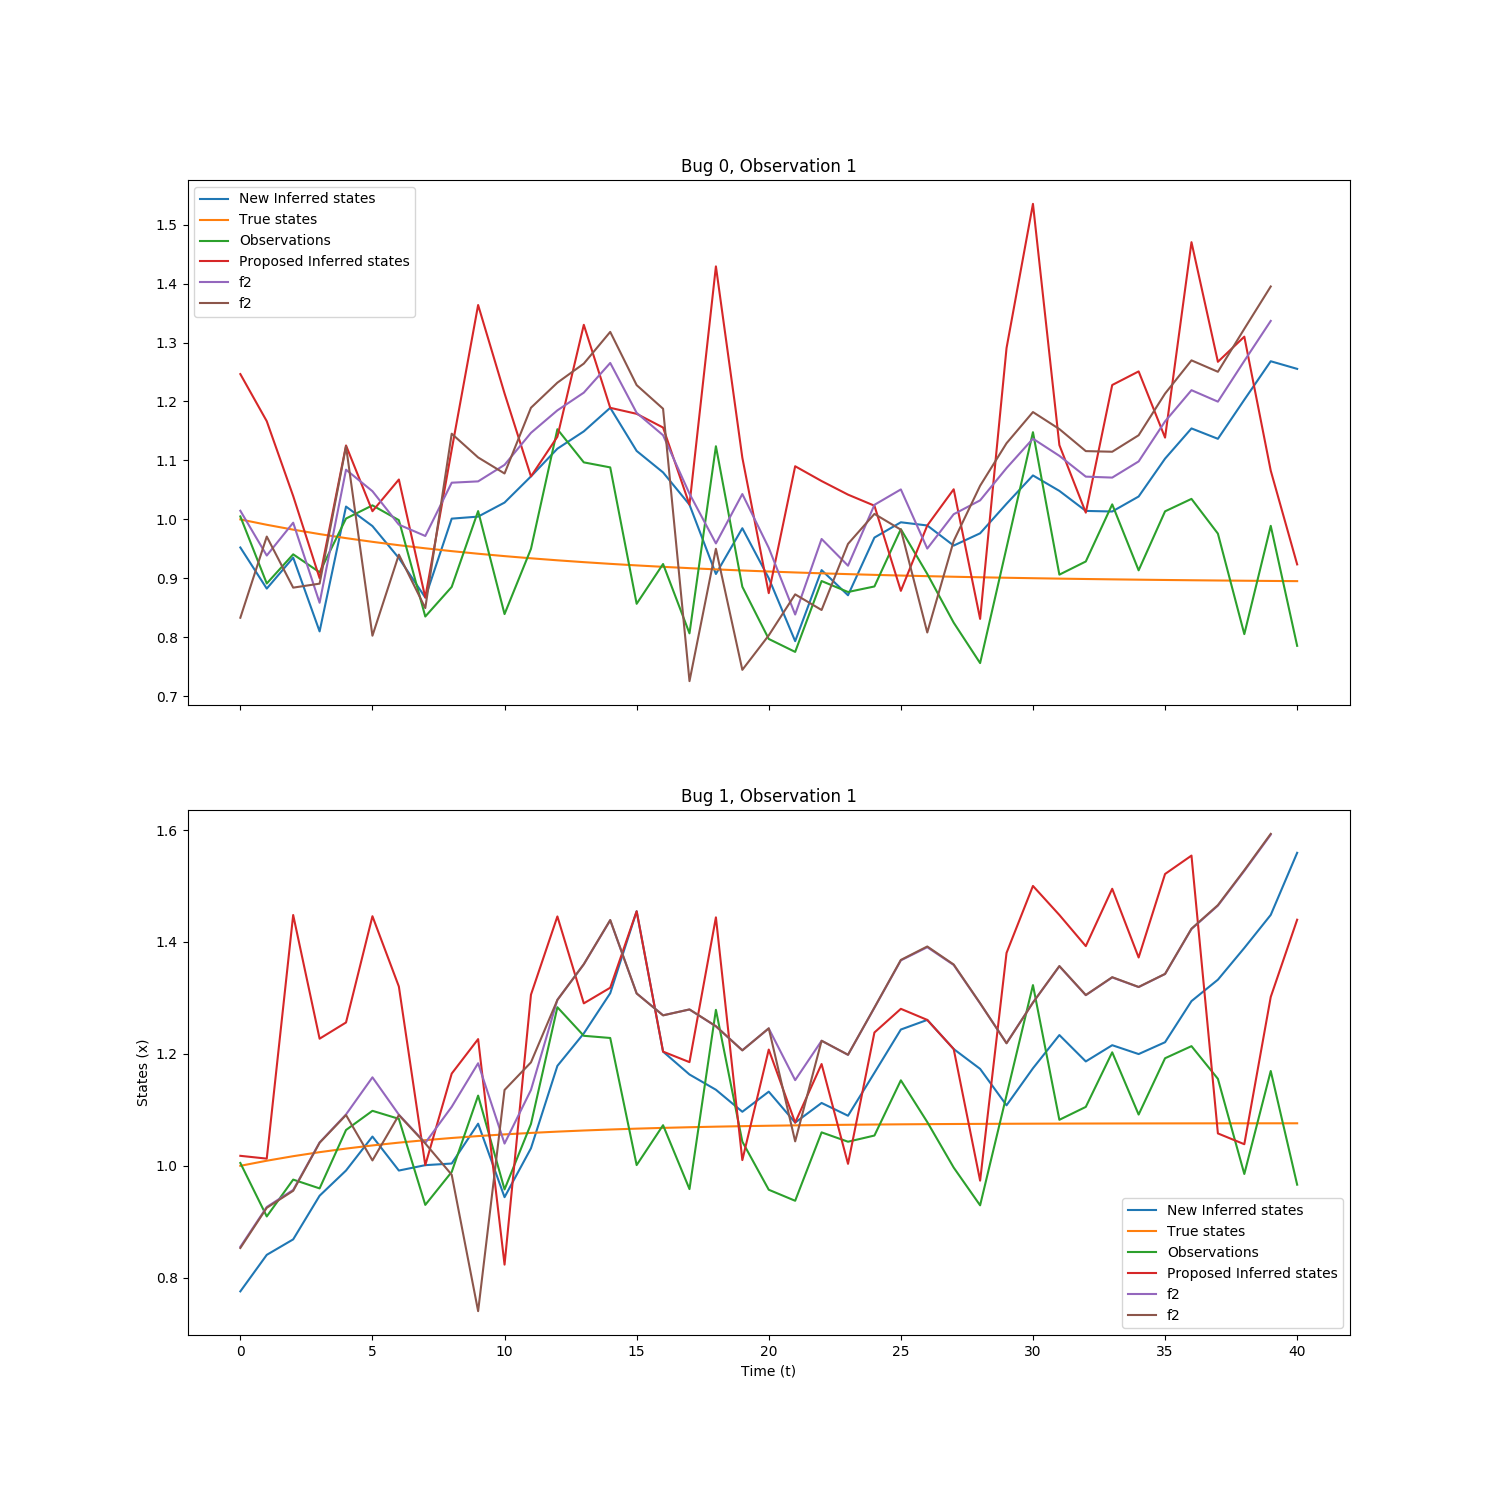 Bug 0, Observation 1
New Inferred states
True states
Observations
Proposed Inferred states
f2
f2
1.5
1.4
1.3
1.2
1.1
1.0
0.9
0.8
0.7
Bug 1, Observation 1
1.6
1.4
1.2
1.0
0.8
States (x)
New Inferred states
True states
Observations
Proposed Inferred states
f2
f2
0 5 10 15 20 25 30 35 40
Time (t)